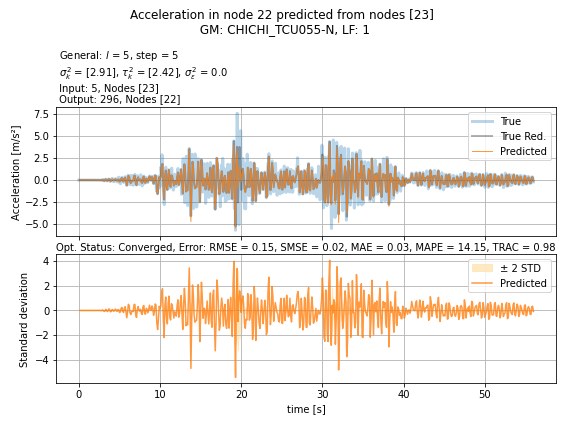 Acceleration in node 22 predicted from nodes [23]
GM: CHICHI_TCU055-N, LF: 1
General: l = 5, step = 5
σ²ₖ = [2.91], τ²ₖ = [2.42], σ²ₑ = 0.0
Input: 5, Nodes [23]
Output: 296, Nodes [22]
Acceleration [m/s²]
7.5
5.0
2.5
0.0
−2.5
−5.0
True
True Red.
Predicted
Opt. Status: Converged, Error: RMSE = 0.15, SMSE = 0.02, MAE = 0.03, MAPE = 14.15, TRAC = 0.98
Standard deviation
4
2
0
−2
−4
± 2 STD
Predicted
0 10 20 30 40 50
time [s]